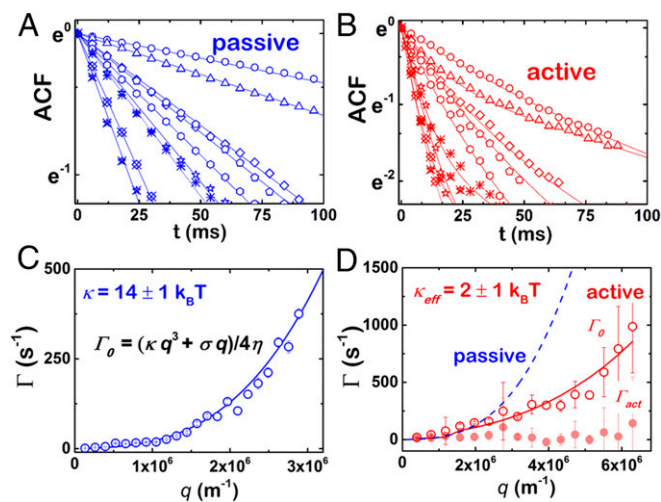 A
passive
e⁰
ACF
e⁻¹
0 25 50 75 100
t (ms)
B
active
e⁰
ACF
e⁻¹
e⁻²
0 25 50 75 100
t (ms)
C
500
κ = 14 ± 1 k_BT
Γ₀ = (κ q³ + σ q)/4η
250
Γ (s⁻¹)
0
1x10⁶ 2x10⁶ 3x10⁶
q (m⁻¹)
D
1500
κ_eff = 2 ± 1 k_BT
active
passive
Γ₀
1000
Γ (s⁻¹)
500
Γ_act
0
0 2x10⁶ 4x10⁶ 6x10⁶
q (m⁻¹)